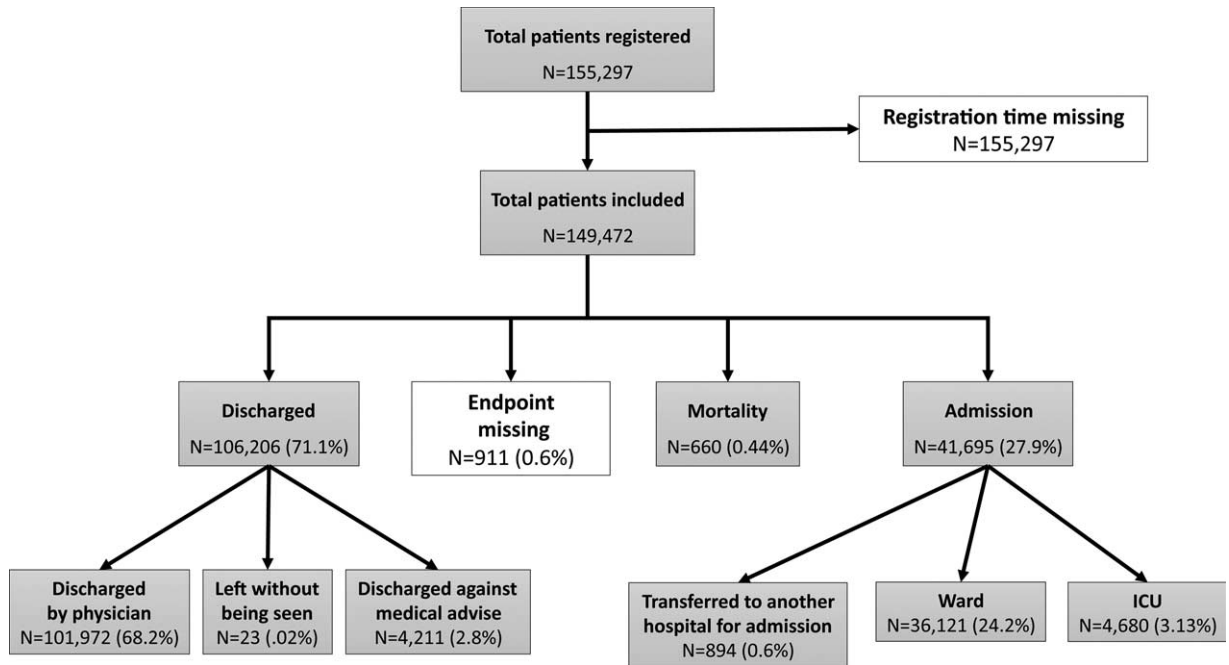 Total patients registered
N=155,297
Registration time missing
N=155,297
Total patients included
N=149,472
Discharged
N=106,206 (71.1%)
Endpoint
missing
N=911 (0.6%)
Mortality
N=660 (0.44%)
Admission
N=41,695 (27.9%)
Discharged
by physician
N=101,972 (68.2%)
Left without
being seen
N=23 (.02%)
Discharged against
medical advise
N=4,211 (2.8%)
Transferred to another
hospital for admission
N=894 (0.6%)
Ward
N=36,121 (24.2%)
ICU
N=4,680 (3.13%)